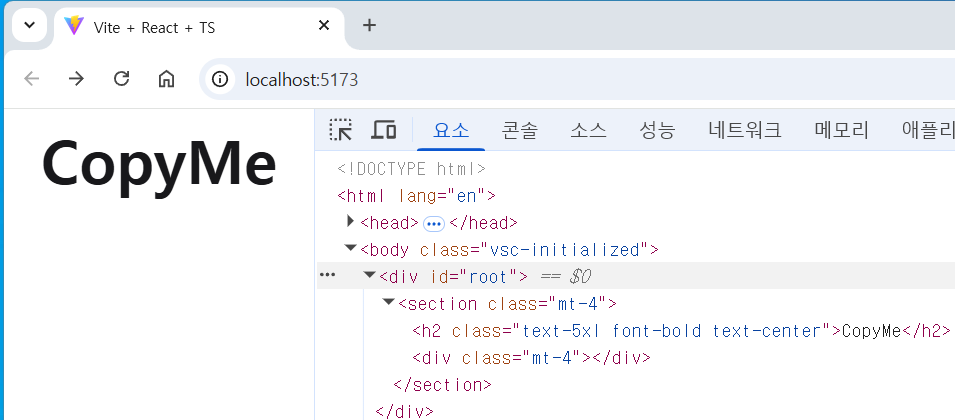 Vite + React + TS
localhost:5173
CopyMe
요소 콘솔 소스 성능 네트워크 메모리 애플리
<!DOCTYPE html>
<html lang="en">
<head> ••• </head>
<body class="vsc-initialized">
••• <div id="root"> == $0
<section class="mt-4">
<h2 class="text-5xl font-bold text-center">CopyMe</h2>
<div class="mt-4"></div>
</section>
</div>